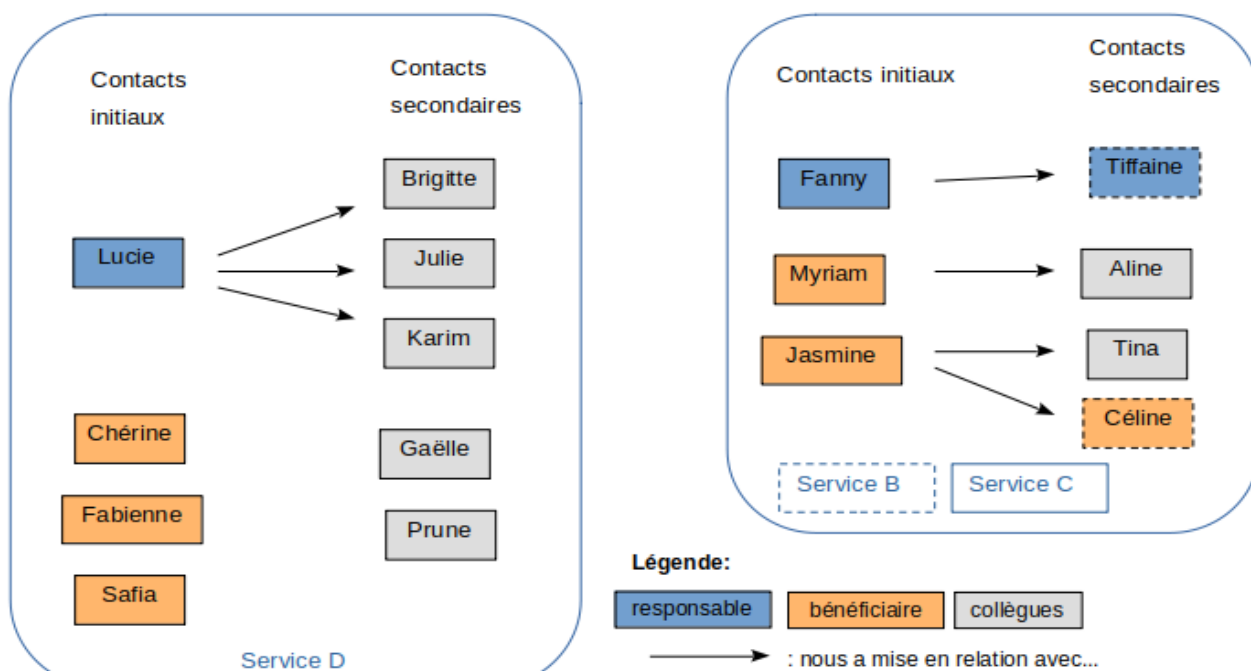 Contacts
initiaux
Contacts
secondaires
Brigitte
Lucie
Julie
Karim
Chérine
Gaëlle
Fabienne
Prune
Safia
Service D
Contacts initiaux
Contacts
secondaires
Fanny
Tiffaine
Myriam
Aline
Jasmine
Tina
Céline
Service B
Service C
Légende:
responsable
bénéficiaire
collègues
: nous a mise en relation avec...